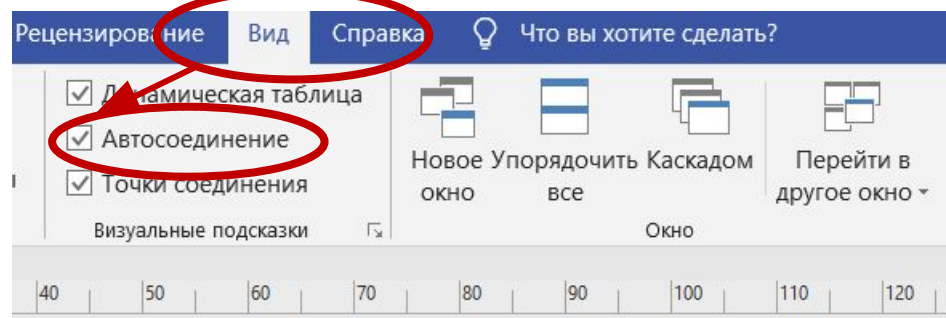 Рецензирование Вид Справка Что вы хотите сделать?
Динамическая таблица
Автосоединение
Точки соединения
Новое окно
Упорядочить все
Каскадом
Перейти в другое окно
Визуальные подсказки
Окно
40 50 60 70 80 90 100 110 120